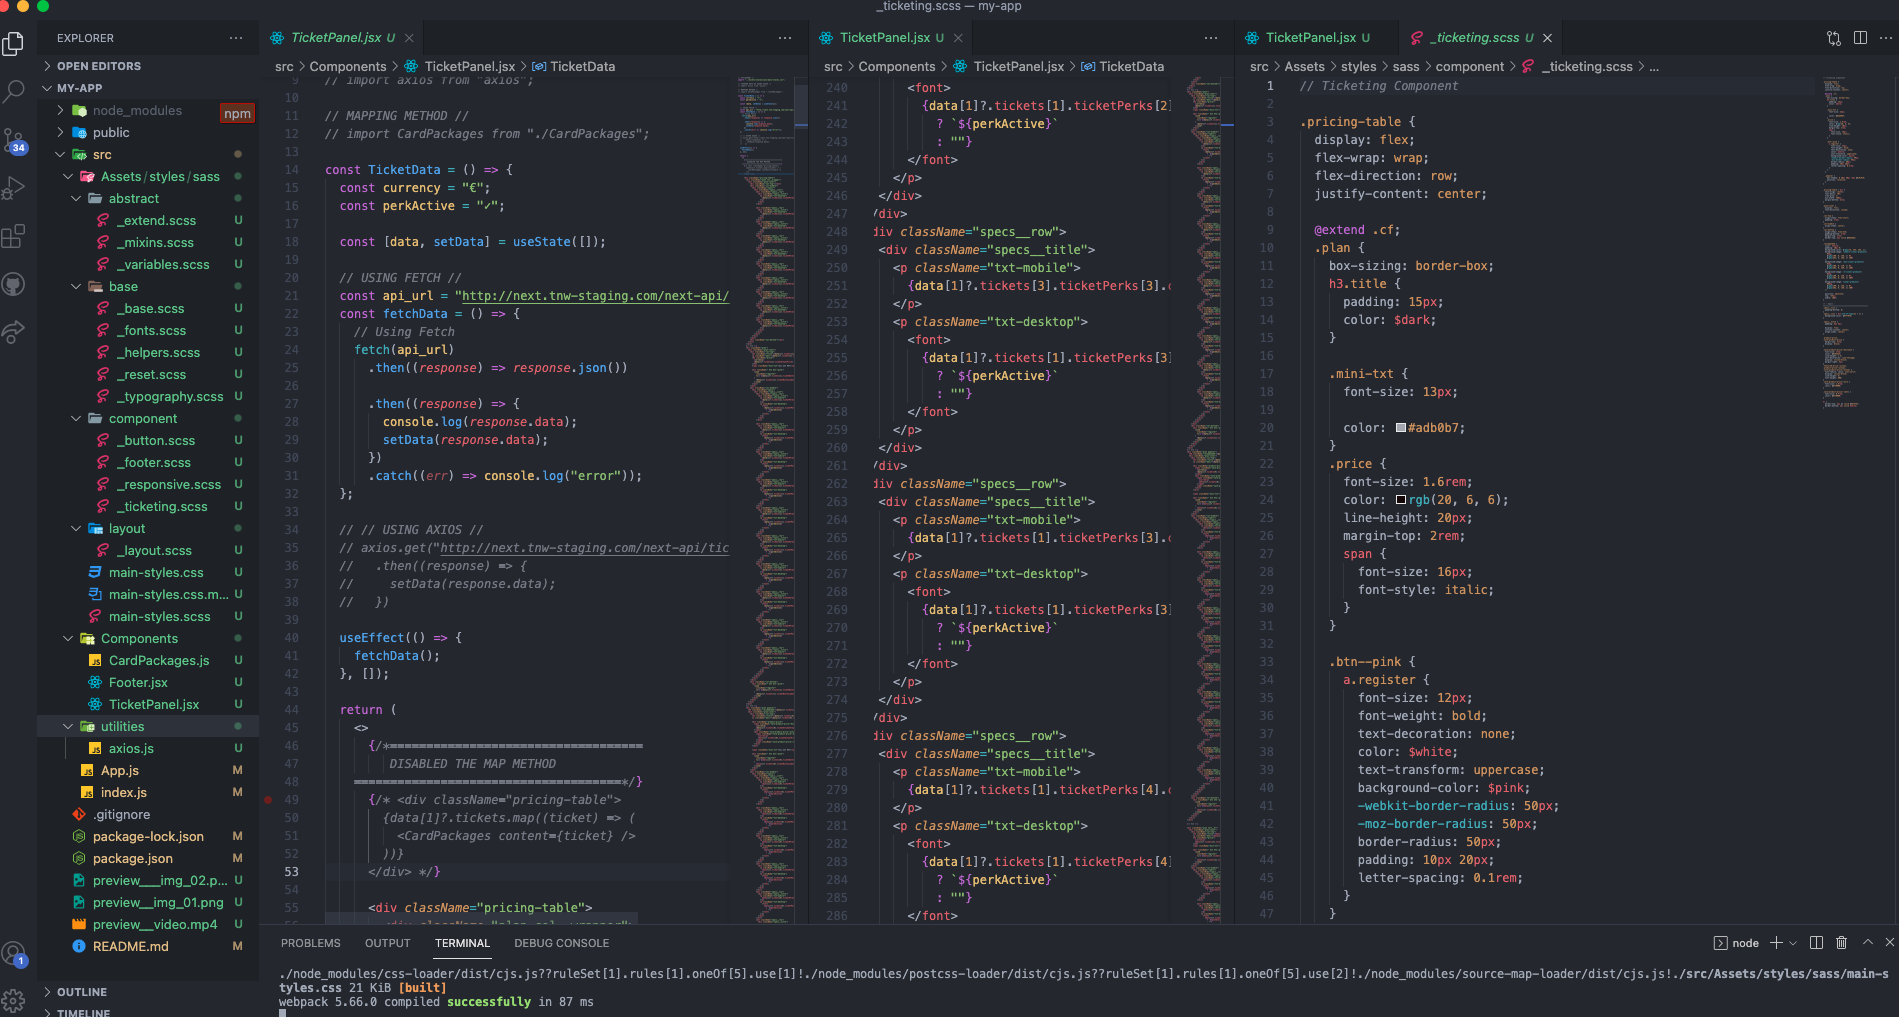 _ticketing.scss — my-app
EXPLORER
OPEN EDITORS
MY-APP
node_modules
npm
public
src
Assets/styles/sass
abstract
_extend.scss U
_mixins.scss U
_variables.scss U
base
_base.scss U
_fonts.scss U
_helpers.scss U
_reset.scss U
_typography.scss U
component
_button.scss U
_footer.scss U
_responsive.scss U
_ticketing.scss U
layout
_layout.scss U
main-styles.css U
main-styles.css.m... U
main-styles.scss U
Components
CardPackages.js U
Footer.jsx U
TicketPanel.jsx U
utilities
axios.js U
App.js M
index.js M
.gitignore
package-lock.json M
package.json M
preview___img_02.p... U
preview__img_01.png U
preview__video.mp4 U
README.md M
OUTLINE
TIMELINE
34
1
TicketPanel.jsx U
src > Components > TicketPanel.jsx > TicketData
9 // import axios from "axios";
10
11 // MAPPING METHOD //
12 // import CardPackages from "./CardPackages";
13
14 const TicketData = () => {
15 const currency = "€";
16 const perkActive = "✓";
17
18 const [data, setData] = useState([]);
19
20 // USING FETCH //
21 const api_url = "http://next.tnw-staging.com/next-api/
22 const fetchData = () => {
23 // Using Fetch
24 fetch(api_url)
25 .then((response) => response.json())
26
27 .then((response) => {
28 console.log(response.data);
29 setData(response.data);
30 })
31 .catch((err) => console.log("error"));
32 };
33
34 // // USING AXIOS //
35 // axios.get("http://next.tnw-staging.com/next-api/tic
36 // .then((response) => {
37 // setData(response.data);
38 // })
39
40 useEffect(() => {
41 fetchData();
42 }, []);
43
44 return (
45 <>
46 {/*===================================
47 DISABLED THE MAP METHOD
48 =====================================*/}
49 {/* <div className="pricing-table">
50 {data[1]?.tickets.map((ticket) => (
51 <CardPackages content={ticket} />
52 ))}
53 </div> */}
54
55 <div className="pricing-table">
TicketPanel.jsx U
src > Components > TicketPanel.jsx > TicketData
240 <font>
241 {data[1]?.tickets[1].ticketPerks[2]
242 ? `${perkActive}`
243 : ""}
244 </font>
245 </p>
246 </div>
247 /div>
248 div className="specs__row">
249 <div className="specs__title">
250 <p className="txt-mobile">
251 {data[1]?.tickets[3].ticketPerks[3].c
252 </p>
253 <p className="txt-desktop">
254 <font>
255 {data[1]?.tickets[1].ticketPerks[3]
256 ? `${perkActive}`
257 : ""}
258 </font>
259 </p>
260 </div>
261 /div>
262 div className="specs__row">
263 <div className="specs__title">
264 <p className="txt-mobile">
265 {data[1]?.tickets[1].ticketPerks[3].c
266 </p>
267 <p className="txt-desktop">
268 <font>
269 {data[1]?.tickets[1].ticketPerks[3]
270 ? `${perkActive}`
271 : ""}
272 </font>
273 </p>
274 </div>
275 /div>
276 div className="specs__row">
277 <div className="specs__title">
278 <p className="txt-mobile">
279 {data[1]?.tickets[1].ticketPerks[4].c
280 </p>
281 <p className="txt-desktop">
282 <font>
283 {data[1]?.tickets[1].ticketPerks[4]
284 ? `${perkActive}`
285 : ""}
286 </font>
TicketPanel.jsx U
_ticketing.scss U
src > Assets > styles > sass > component > _ticketing.scss > ...
1 // Ticketing Component
2
3 .pricing-table {
4 display: flex;
5 flex-wrap: wrap;
6 flex-direction: row;
7 justify-content: center;
8
9 @extend .cf;
10 .plan {
11 box-sizing: border-box;
12 h3.title {
13 padding: 15px;
14 color: $dark;
15 }
16
17 .mini-txt {
18 font-size: 13px;
19
20 color: #adb0b7;
21 }
22 .price {
23 font-size: 1.6rem;
24 color: rgb(20, 6, 6);
25 line-height: 20px;
26 margin-top: 2rem;
27 span {
28 font-size: 16px;
29 font-style: italic;
30 }
31 }
32
33 .btn--pink {
34 a.register {
35 font-size: 12px;
36 font-weight: bold;
37 text-decoration: none;
38 color: $white;
39 text-transform: uppercase;
40 background-color: $pink;
41 -webkit-border-radius: 50px;
42 -moz-border-radius: 50px;
43 border-radius: 50px;
44 padding: 10px 20px;
45 letter-spacing: 0.1rem;
46 }
47 }
PROBLEMS OUTPUT TERMINAL DEBUG CONSOLE
node
./node_modules/css-loader/dist/cjs.js??ruleSet[1].rules[1].oneOf[5].use[1]!./node_modules/postcss-loader/dist/cjs.js??ruleSet[1].rules[1].oneOf[5].use[2]!./node_modules/source-map-loader/dist/cjs.js!./src/Assets/styles/sass/main-s
tyles.css 21 KiB [built]
webpack 5.66.0 compiled successfully in 87 ms